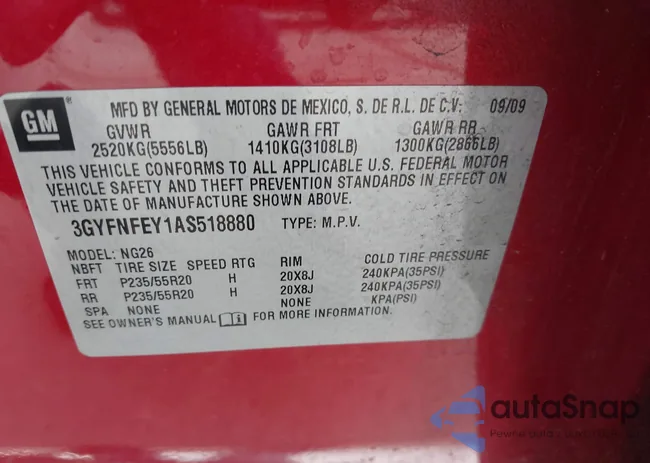 GM
MFD BY GENERAL MOTORS DE MEXICO, S. DE R.L. DE C.V. 09/09
GVWR GAWR FRT GAWR RR
2520KG(5556LB) 1410KG(3108LB) 1300KG(2866LB)
THIS VEHICLE CONFORMS TO ALL APPLICABLE U.S. FEDERAL MOTOR
VEHICLE SAFETY AND THEFT PREVENTION STANDARDS IN EFFECT ON
THE DATE OF MANUFACTURE SHOWN ABOVE.
3GYFNFEY1AS518880 TYPE: M.P.V.
MODEL: NG26
NBFT TIRE SIZE SPEED RTG RIM COLD TIRE PRESSURE
FRT P235/55R20 H 20X8J 240KPA(35PSI)
RR P235/55R20 H 20X8J 240KPA(35PSI)
SPA NONE NONE KPA(PSI)
SEE OWNER'S MANUAL FOR MORE INFORMATION.
autaSnap